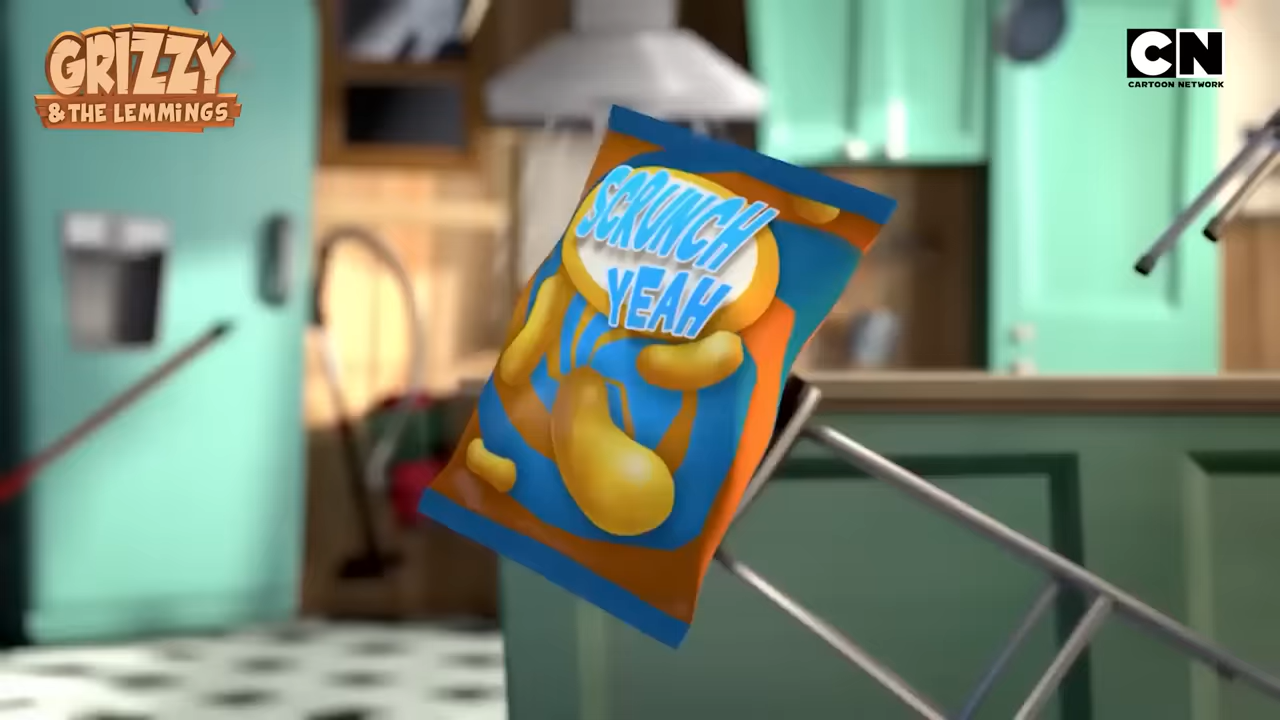 GRIZZY
& THE LEMMINGS
CN
CARTOON NETWORK
SCRUNCH
YEAH